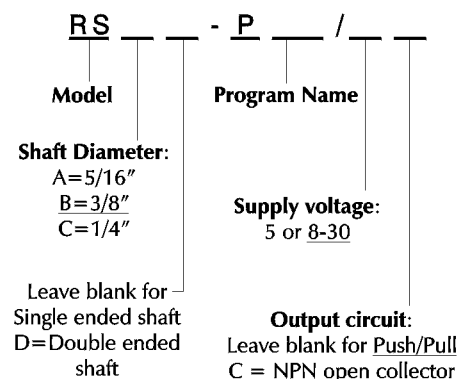 RS __ __ - P ____ / __ __
Model
Program Name
Shaft Diameter:
A=5/16"
B=3/8"
C=1/4"
Supply voltage:
5 or 8-30
Leave blank for
Single ended shaft
D=Double ended
shaft
Output circuit:
Leave blank for Push/Pull
C = NPN open collector